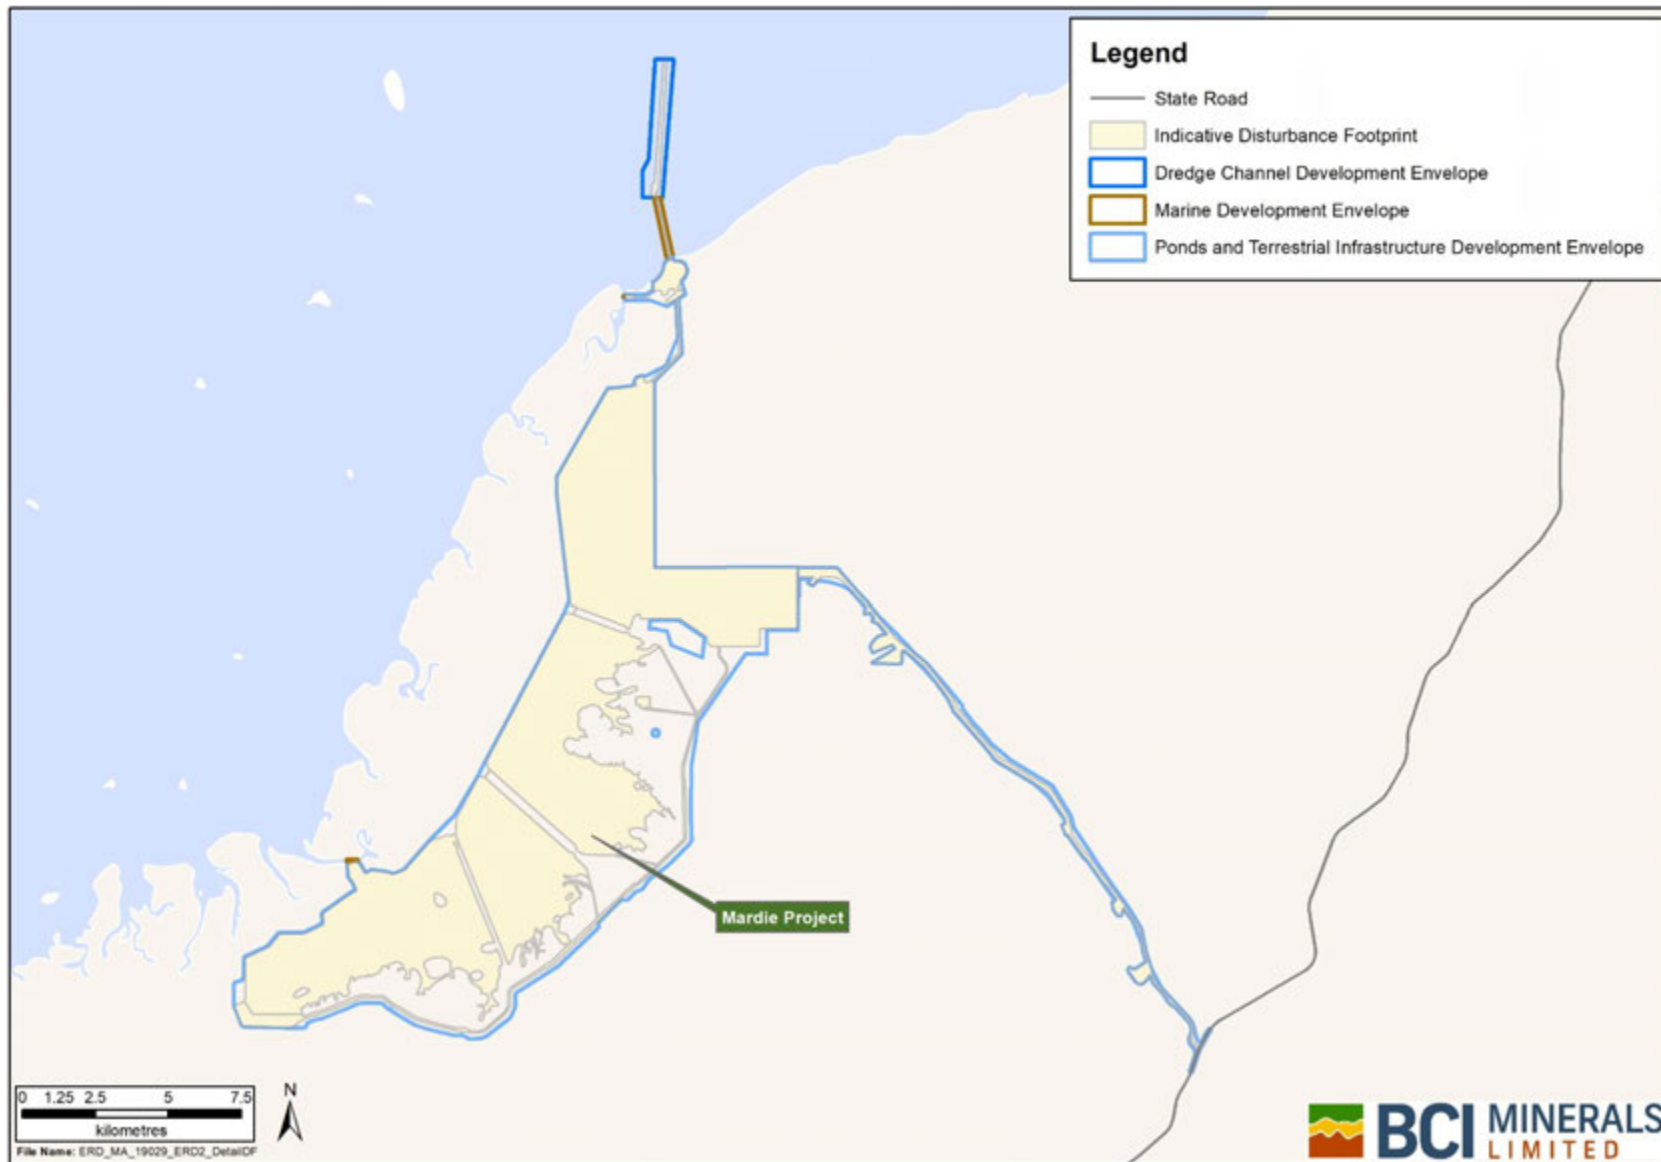 Legend
State Road
Indicative Disturbance Footprint
Dredge Channel Development Envelope
Marine Development Envelope
Ponds and Terrestrial Infrastructure Development Envelope
Mardie Project
0 1.25 2.5 5 7.5
kilometres
N
File Name: ERD_MA_19029_ERD2_DetailDF
BCI MINERALS
LIMITED